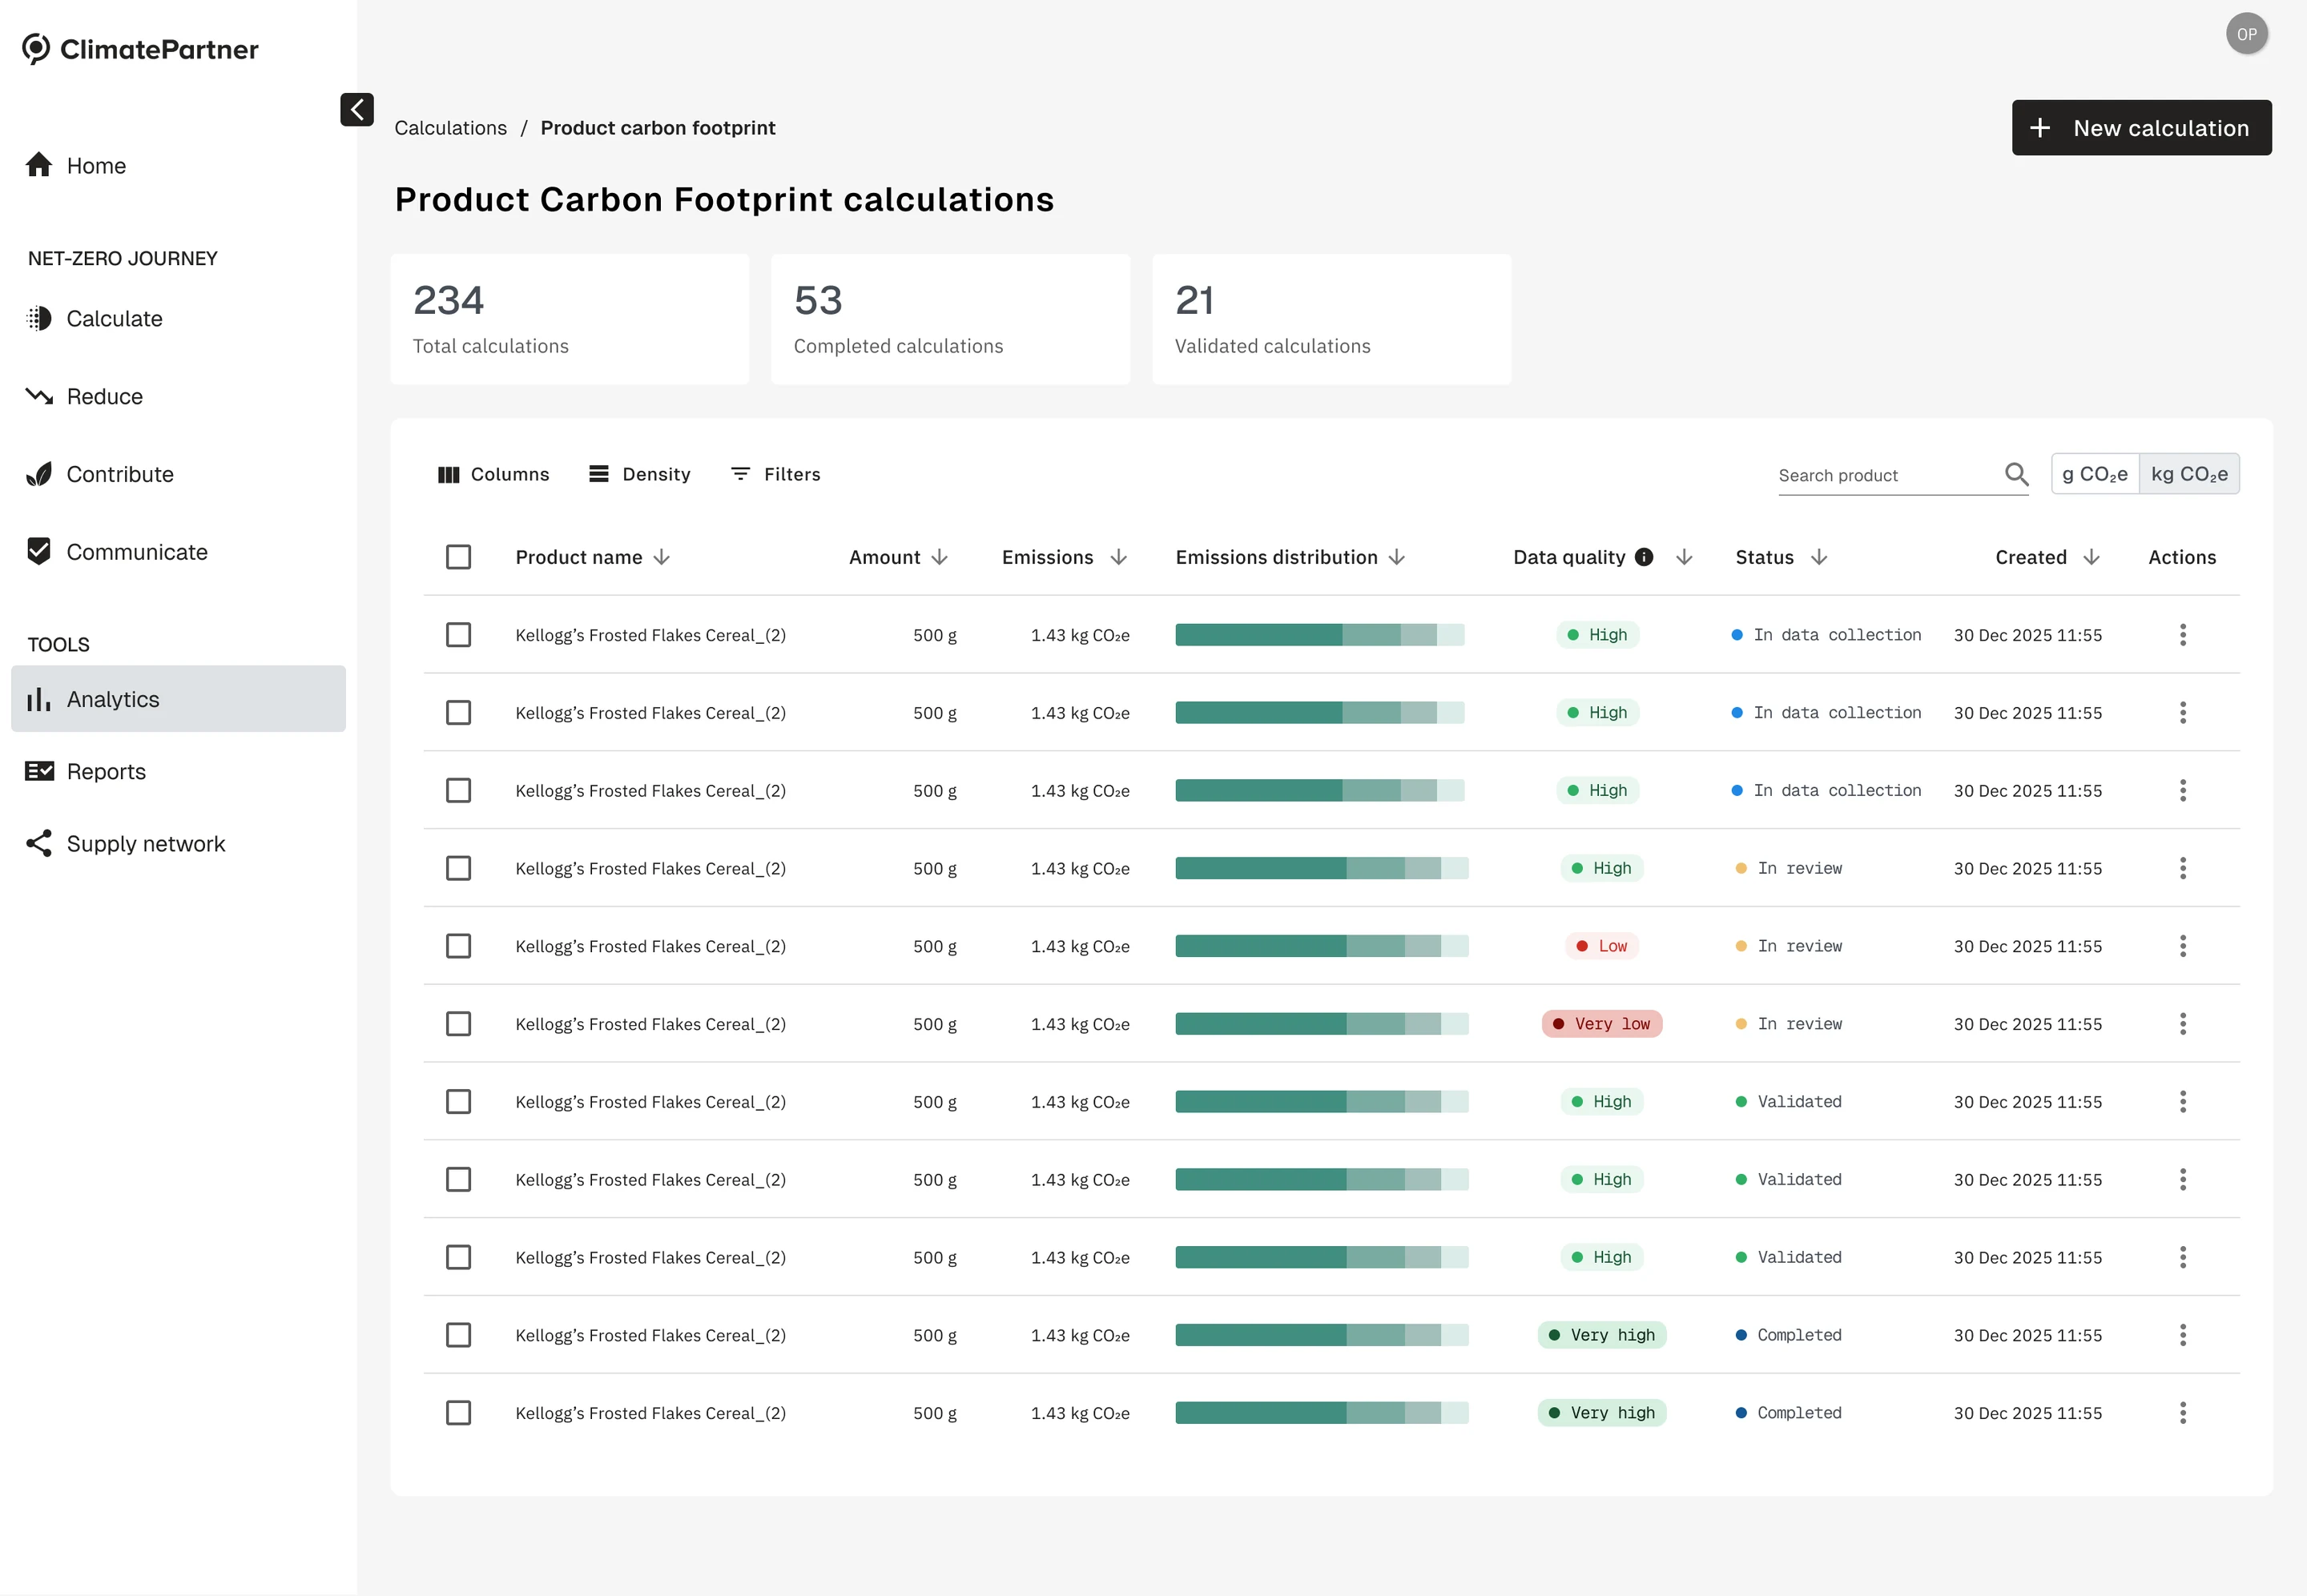 ClimatePartner
OP
Calculations / Product carbon footprint
+ New calculation
Home
Product Carbon Footprint calculations
NET-ZERO JOURNEY
234
Total calculations
53
Completed calculations
21
Validated calculations
Calculate
Reduce
Contribute
Communicate
TOOLS
Analytics
Reports
Supply network
Columns Density Filters
Search product g CO₂e kg CO₂e
Product name Amount Emissions Emissions distribution Data quality Status Created Actions
Kellogg’s Frosted Flakes Cereal_(2) 500 g 1.43 kg CO₂e High In data collection 30 Dec 2025 11:55
Kellogg’s Frosted Flakes Cereal_(2) 500 g 1.43 kg CO₂e High In data collection 30 Dec 2025 11:55
Kellogg’s Frosted Flakes Cereal_(2) 500 g 1.43 kg CO₂e High In data collection 30 Dec 2025 11:55
Kellogg’s Frosted Flakes Cereal_(2) 500 g 1.43 kg CO₂e High In review 30 Dec 2025 11:55
Kellogg’s Frosted Flakes Cereal_(2) 500 g 1.43 kg CO₂e Low In review 30 Dec 2025 11:55
Kellogg’s Frosted Flakes Cereal_(2) 500 g 1.43 kg CO₂e Very low In review 30 Dec 2025 11:55
Kellogg’s Frosted Flakes Cereal_(2) 500 g 1.43 kg CO₂e High Validated 30 Dec 2025 11:55
Kellogg’s Frosted Flakes Cereal_(2) 500 g 1.43 kg CO₂e High Validated 30 Dec 2025 11:55
Kellogg’s Frosted Flakes Cereal_(2) 500 g 1.43 kg CO₂e High Validated 30 Dec 2025 11:55
Kellogg’s Frosted Flakes Cereal_(2) 500 g 1.43 kg CO₂e Very high Completed 30 Dec 2025 11:55
Kellogg’s Frosted Flakes Cereal_(2) 500 g 1.43 kg CO₂e Very high Completed 30 Dec 2025 11:55